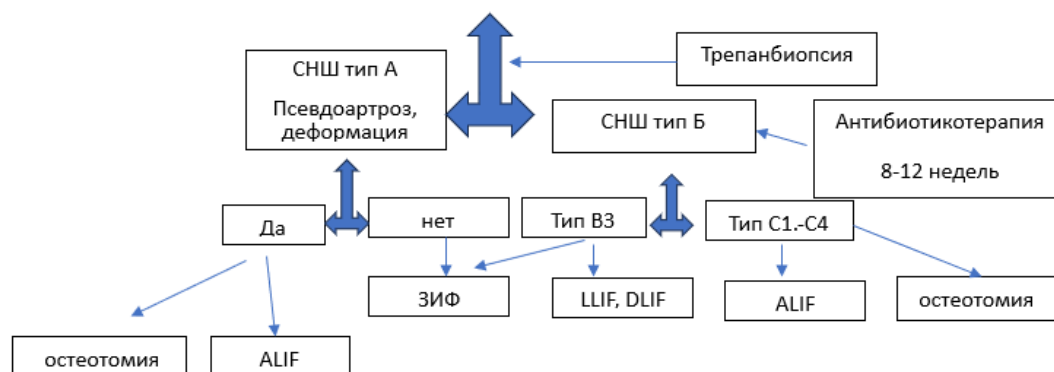 СНШ тип А
Псевдоартроз,
деформация
Трепанбиопсия
СНШ тип Б
Антибиотикотерапия
8-12 недель
Да
нет
Тип В3
Тип С1.-С4
ЗИФ
LLIF, DLIF
ALIF
остеотомия
остеотомия
ALIF